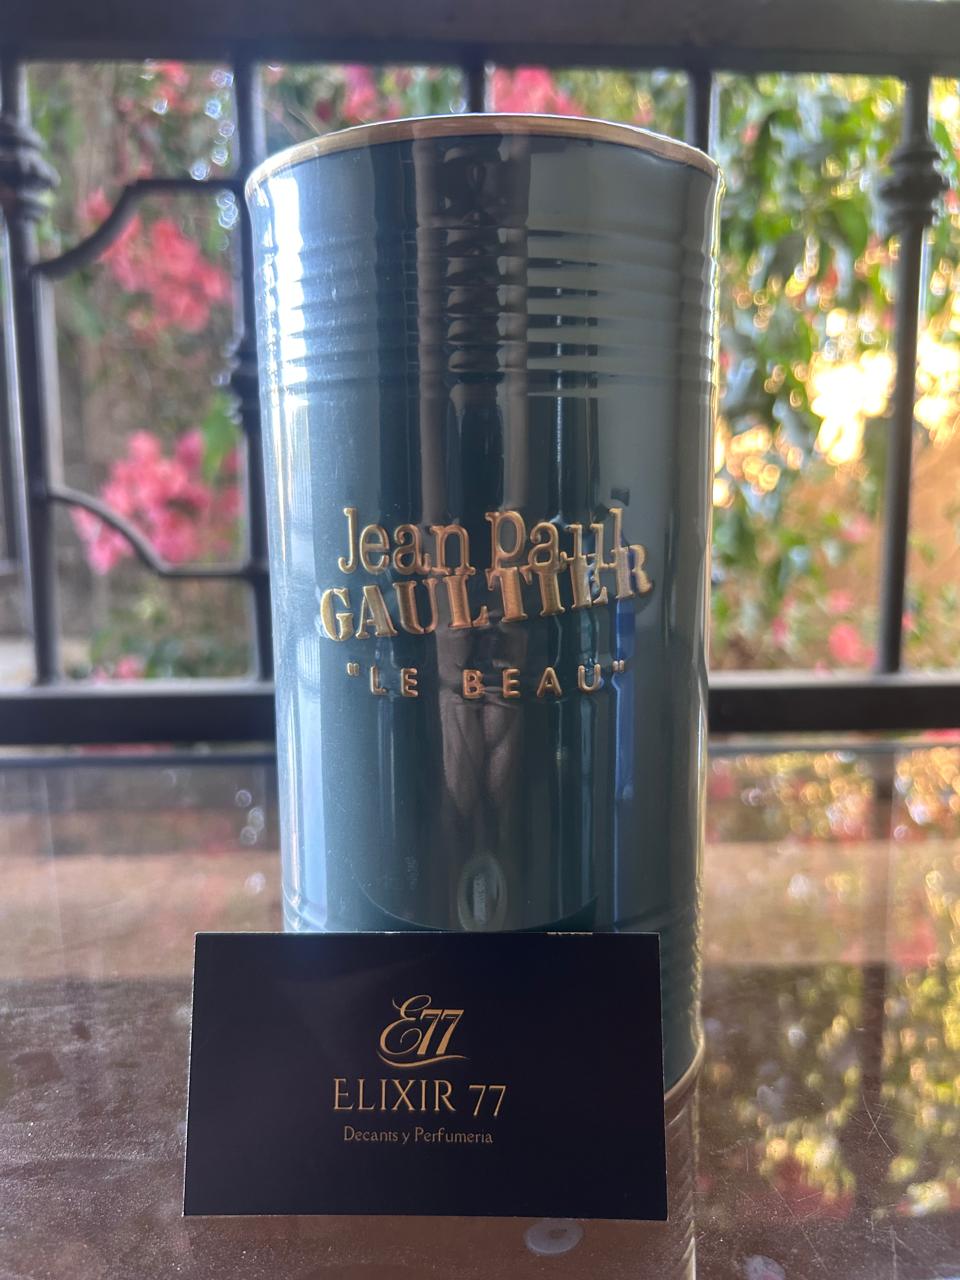 Jean Paul
GAULTIER
"LE BEAU"
E77
ELIXIR 77
Decants y Perfumeria